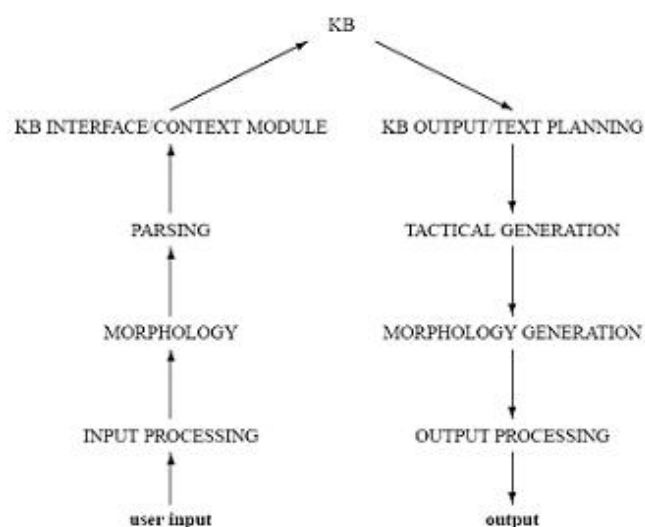 KB
KB INTERFACE/CONTEXT MODULE
KB OUTPUT/TEXT PLANNING
PARSING
TACTICAL GENERATION
MORPHOLOGY
MORPHOLOGY GENERATION
INPUT PROCESSING
OUTPUT PROCESSING
user input
output